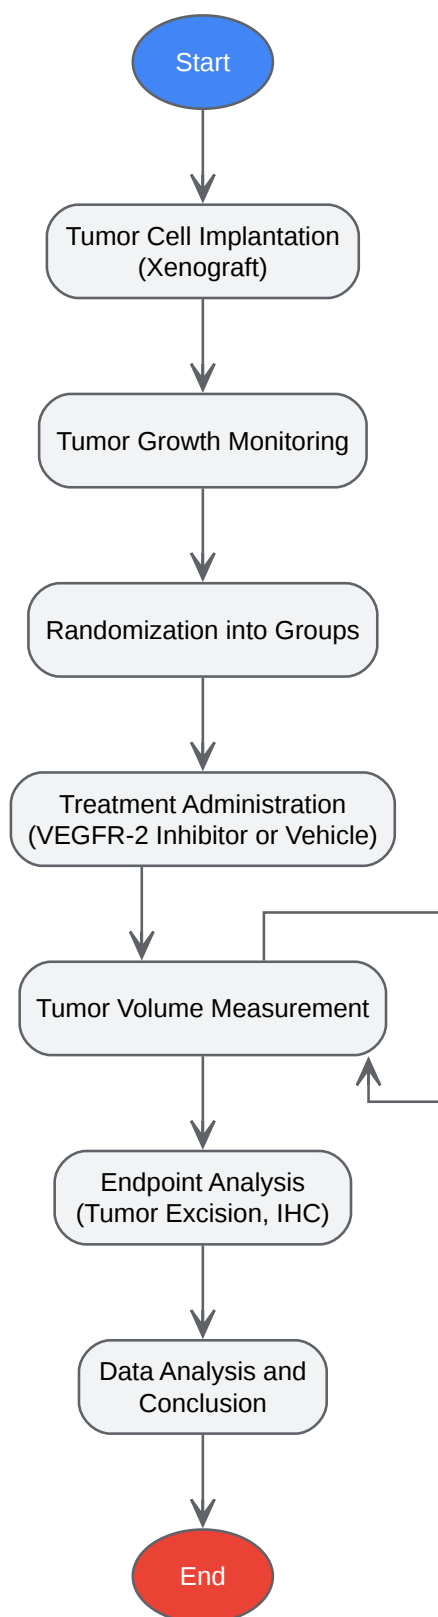 Start
Tumor Cell Implantation
(Xenograft)
Tumor Growth Monitoring
Randomization into Groups
Treatment Administration
(VEGFR-2 Inhibitor or Vehicle)
Tumor Volume Measurement
Endpoint Analysis
(Tumor Excision, IHC)
Data Analysis and
Conclusion
End